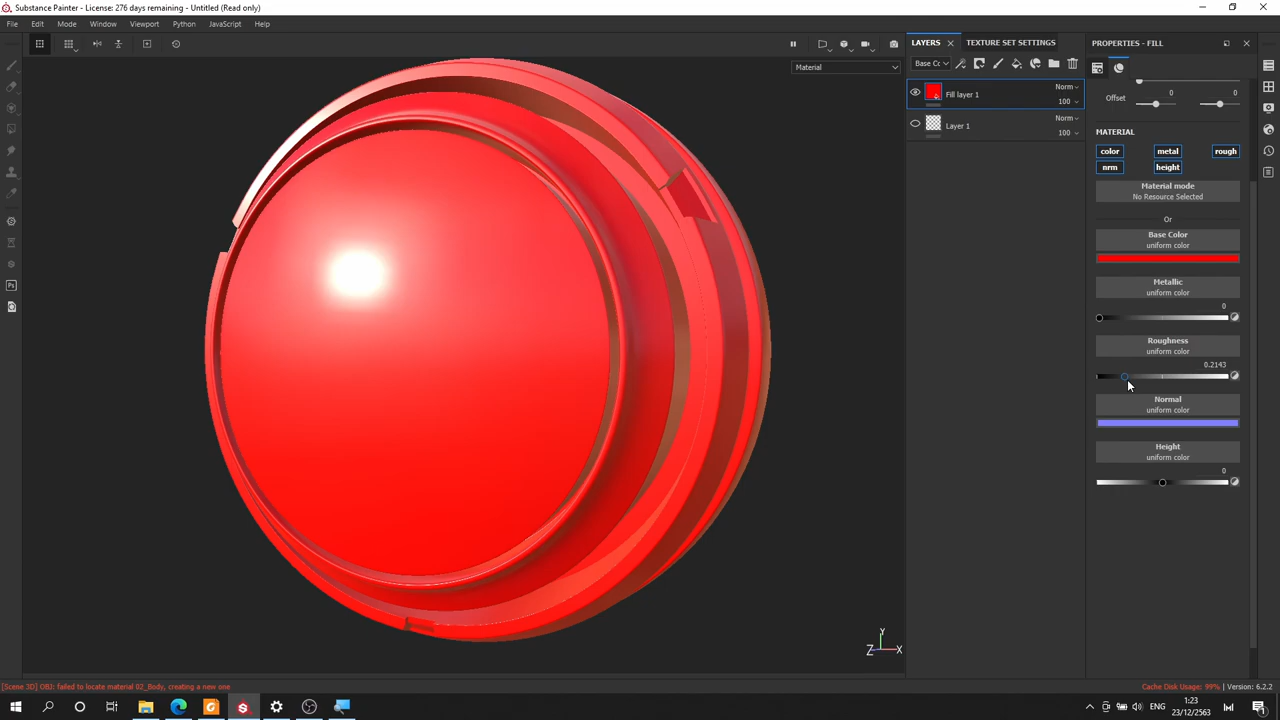 Substance Painter - License: 276 days remaining - Untitled (Read only)
File Edit Mode Window Viewport Python JavaScript Help
LAYERS TEXTURE SET SETTINGS
PROPERTIES - FILL
Material
Base Cc
Fill layer 1
Norm
100
Layer 1
Norm
100
0 0
Offset
MATERIAL
color metal rough
nrm height
Material mode
No Resource Selected
Or
Base Color
uniform color
Metallic
uniform color
0
Roughness
uniform color
0.2143
Normal
uniform color
Height
uniform color
0
Y
Z X
[Scene 3D] OBJ: failed to locate material 02_Body, creating a new one
Cache Disk Usage: 99% | Version: 6.2.2
Ps
1:23
23/12/2563
1